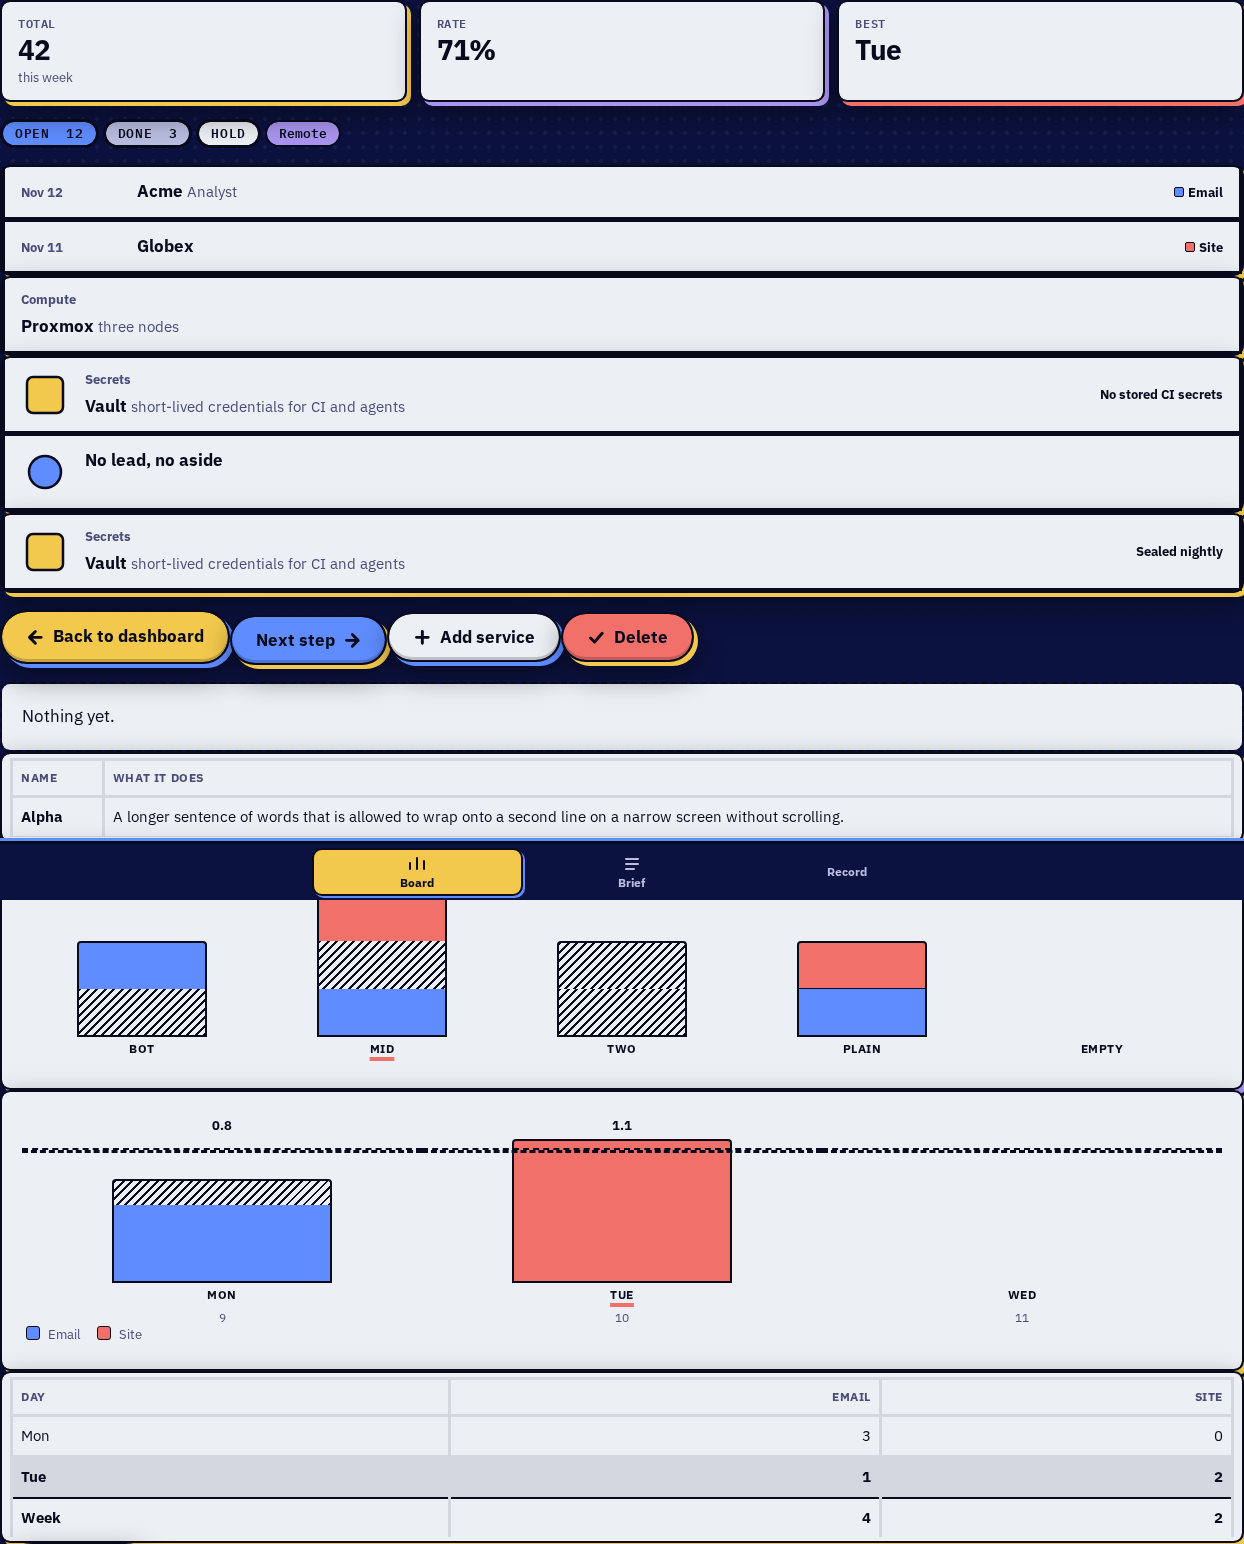 TOTAL
42
this week
RATE
71%
BEST
Tue
OPEN 12
DONE 3
HOLD
Remote
Nov 12 Acme Analyst Email
Nov 11 Globex Site
Compute
Proxmox three nodes
Secrets
Vault short-lived credentials for CI and agents
No stored CI secrets
No lead, no aside
Secrets
Vault short-lived credentials for CI and agents
Sealed nightly
Back to dashboard
Next step
Add service
Delete
Nothing yet.
NAME WHAT IT DOES
Alpha A longer sentence of words that is allowed to wrap onto a second line on a narrow screen without scrolling.
Board
Brief
Record
BOT MID TWO PLAIN EMPTY
0.8 1.1
MON TUE WED
9 10 11
Email Site
DAY EMAIL SITE
Mon 3 0
Tue 1 2
Week 4 2